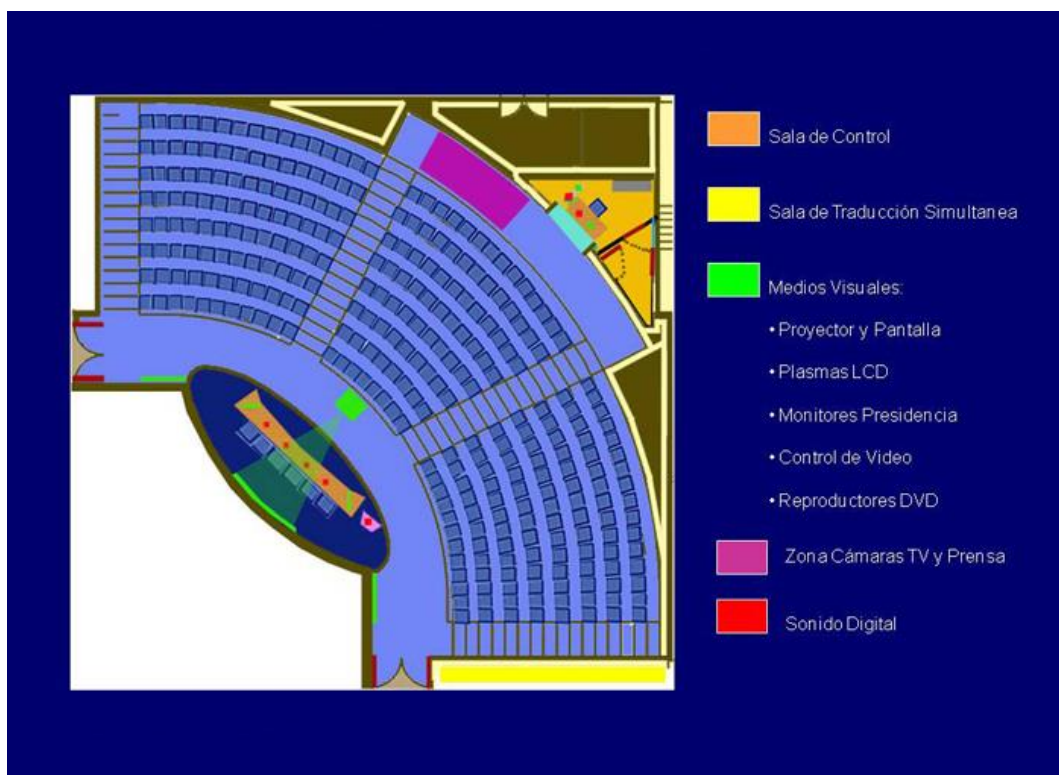 Sala de Control
Sala de Traducción Simultanea
Medios Visuales:
• Proyector y Pantalla
• Plasmas LCD
• Monitores Presidencia
• Control de Video
• Reproductores DVD
Zona Cámaras TV y Prensa
Sonido Digital